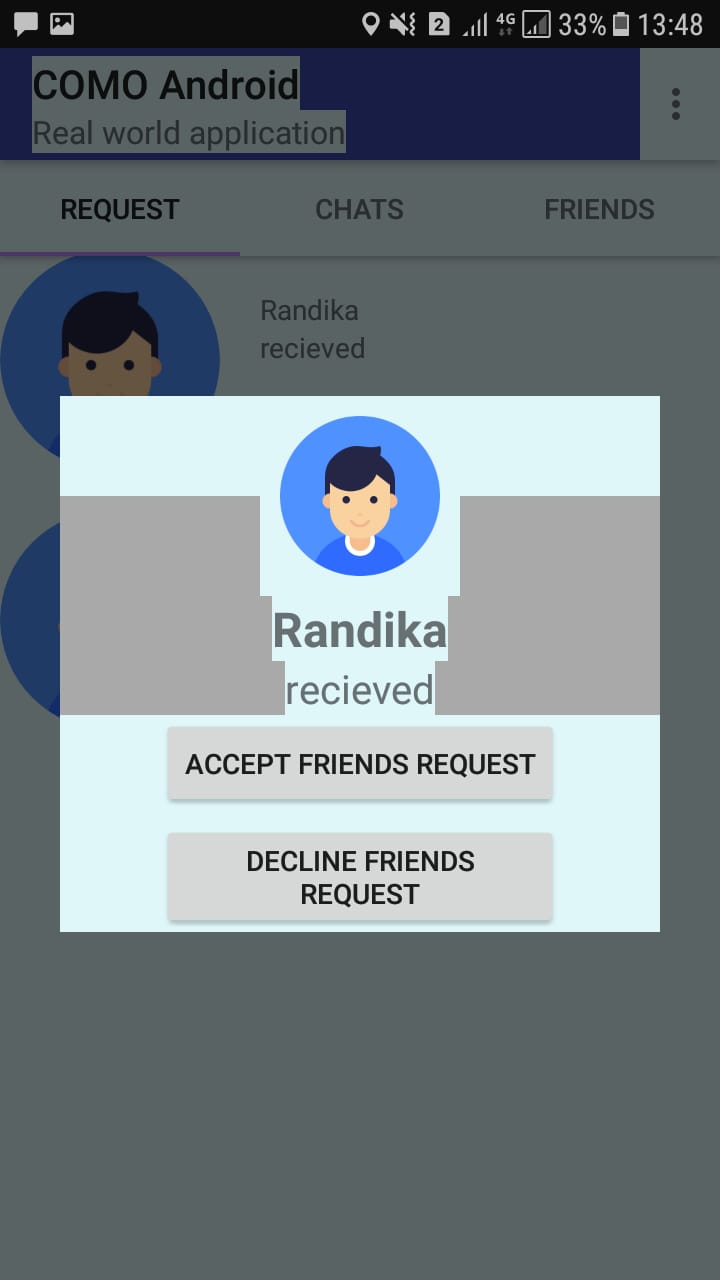 2 4G 33% 13:48
COMO Android
Real world application
REQUEST CHATS FRIENDS
Randika
recieved
Randika
recieved
ACCEPT FRIENDS REQUEST
DECLINE FRIENDS
REQUEST